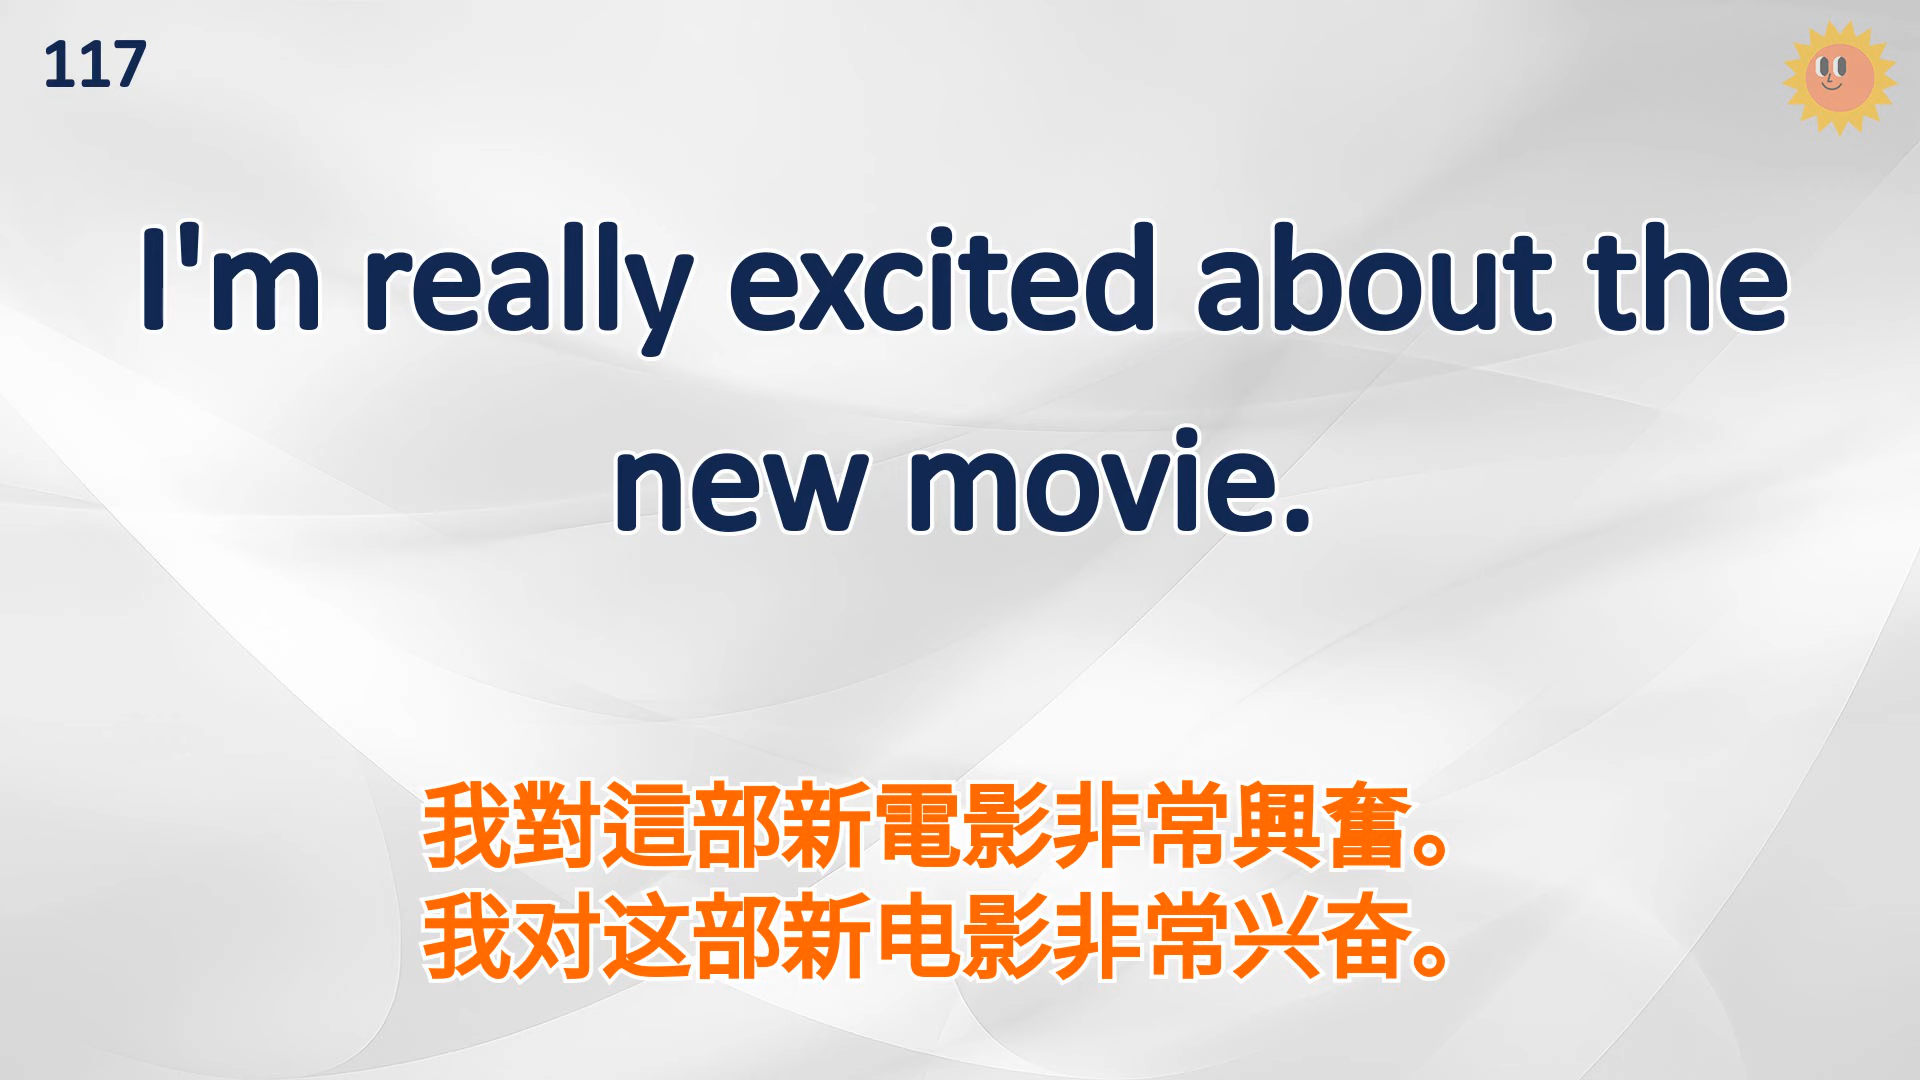 117
I'm really excited about the
new movie.
我對這部新電影非常興奮。
我对这部新电影非常兴奋。